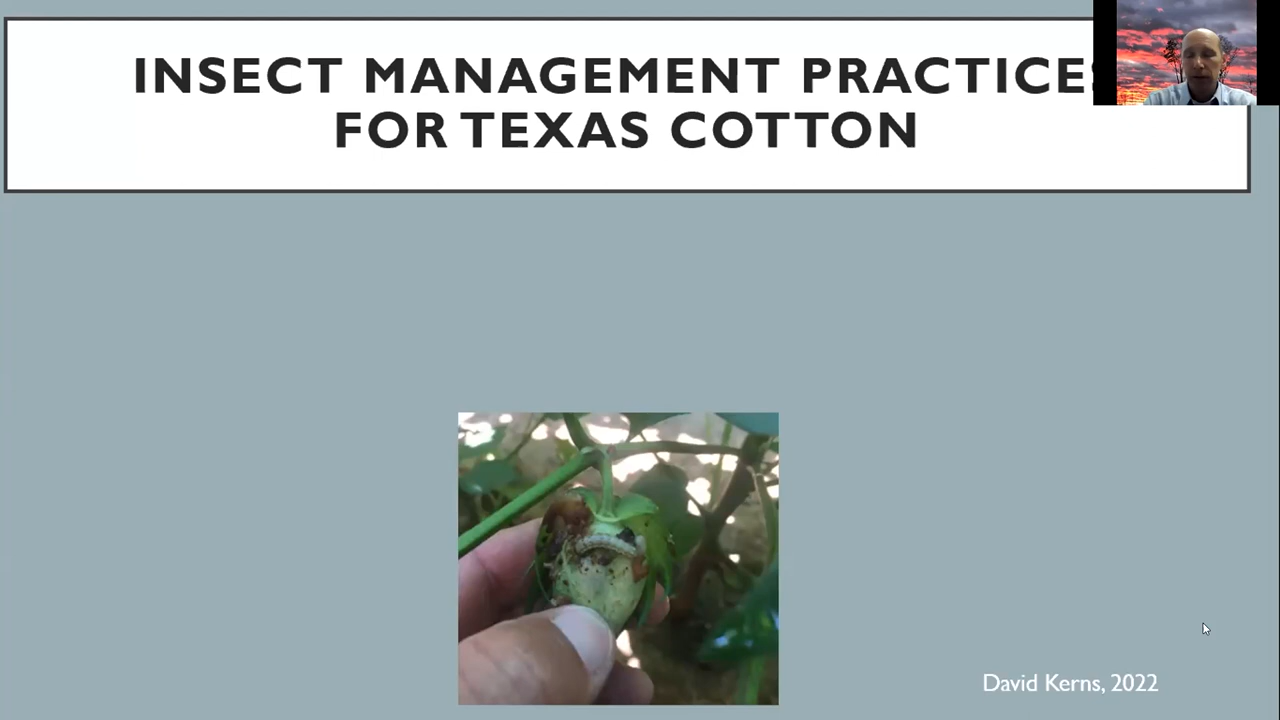 INSECT MANAGEMENT PRACTICES
FOR TEXAS COTTON
David Kerns, 2022